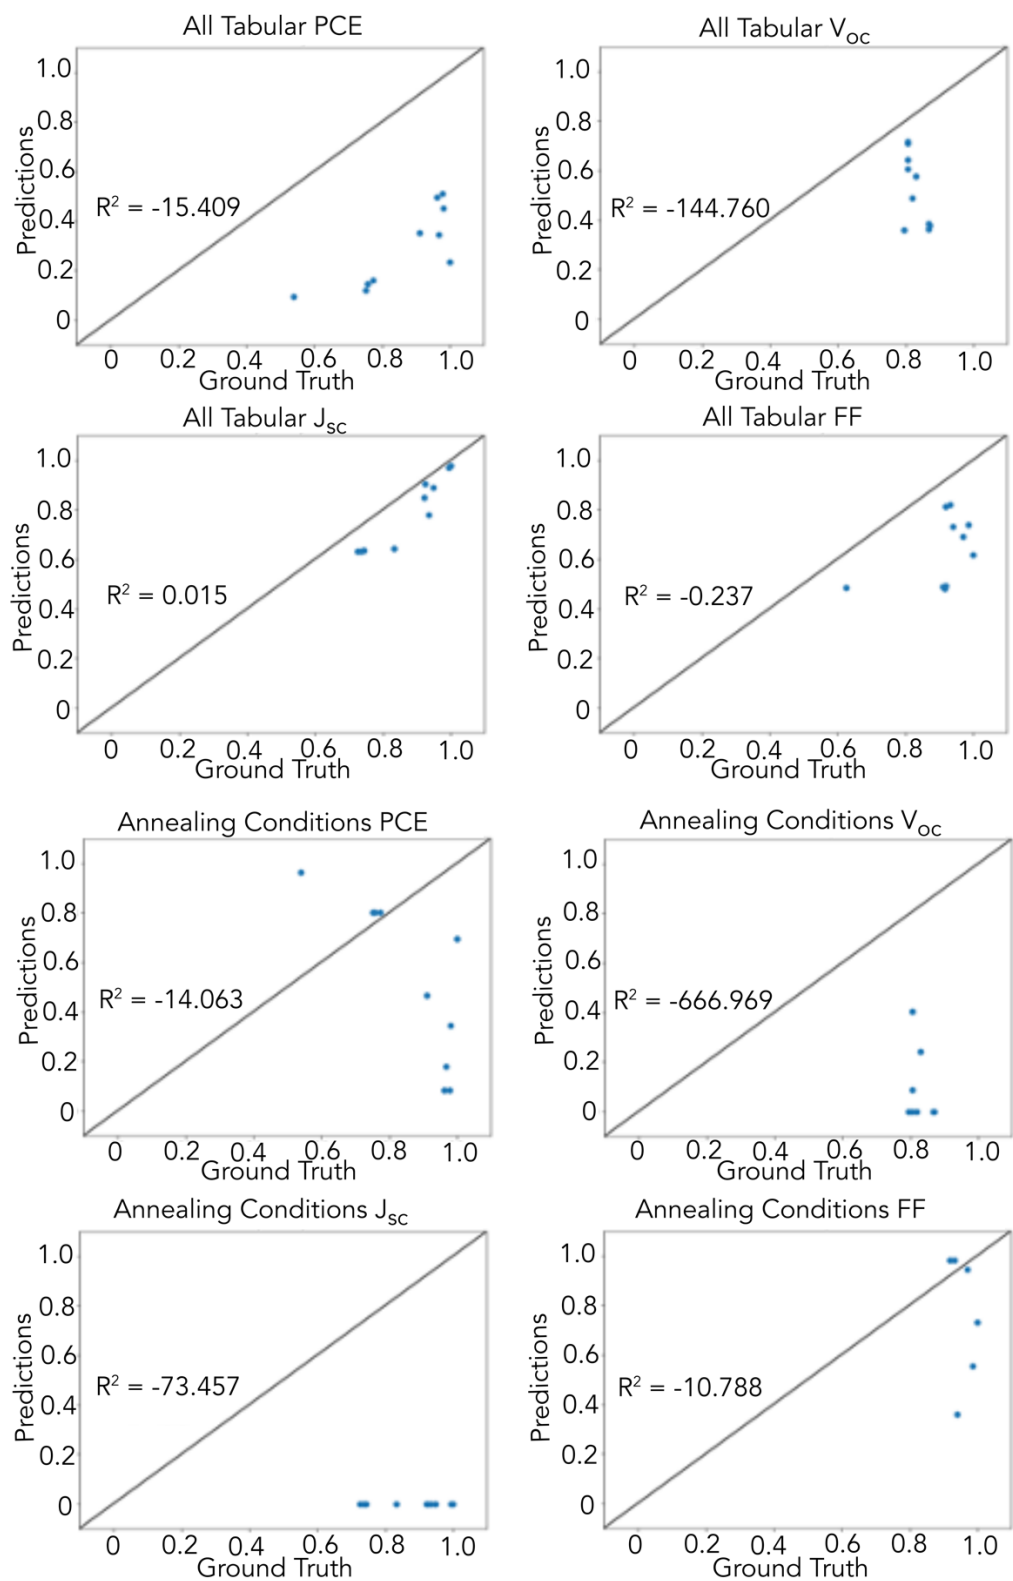 All Tabular PCE
1.0
0.8
0.6
0.4
0.2
0
Predictions
R² = -15.409
0 0.2 0.4 0.6 0.8 1.0
Ground Truth
All Tabular Voc
1.0
0.8
0.6
0.4
0.2
0
Predictions
R² = -144.760
0 0.2 0.4 0.6 0.8 1.0
Ground Truth
All Tabular Jsc
1.0
0.8
0.6
0.4
0.2
0
Predictions
R² = 0.015
0 0.2 0.4 0.6 0.8 1.0
Ground Truth
All Tabular FF
1.0
0.8
0.6
0.4
0.2
0
Predictions
R² = -0.237
0 0.2 0.4 0.6 0.8 1.0
Ground Truth
Annealing Conditions PCE
1.0
0.8
0.6
0.4
0.2
0
Predictions
R² = -14.063
0 0.2 0.4 0.6 0.8 1.0
Ground Truth
Annealing Conditions Voc
1.0
0.8
0.6
0.4
0.2
0
Predictions
R² = -666.969
0 0.2 0.4 0.6 0.8 1.0
Ground Truth
Annealing Conditions Jsc
1.0
0.8
0.6
0.4
0.2
0
Predictions
R² = -73.457
0 0.2 0.4 0.6 0.8 1.0
Ground Truth
Annealing Conditions FF
1.0
0.8
0.6
0.4
0.2
0
Predictions
R² = -10.788
0 0.2 0.4 0.6 0.8 1.0
Ground Truth